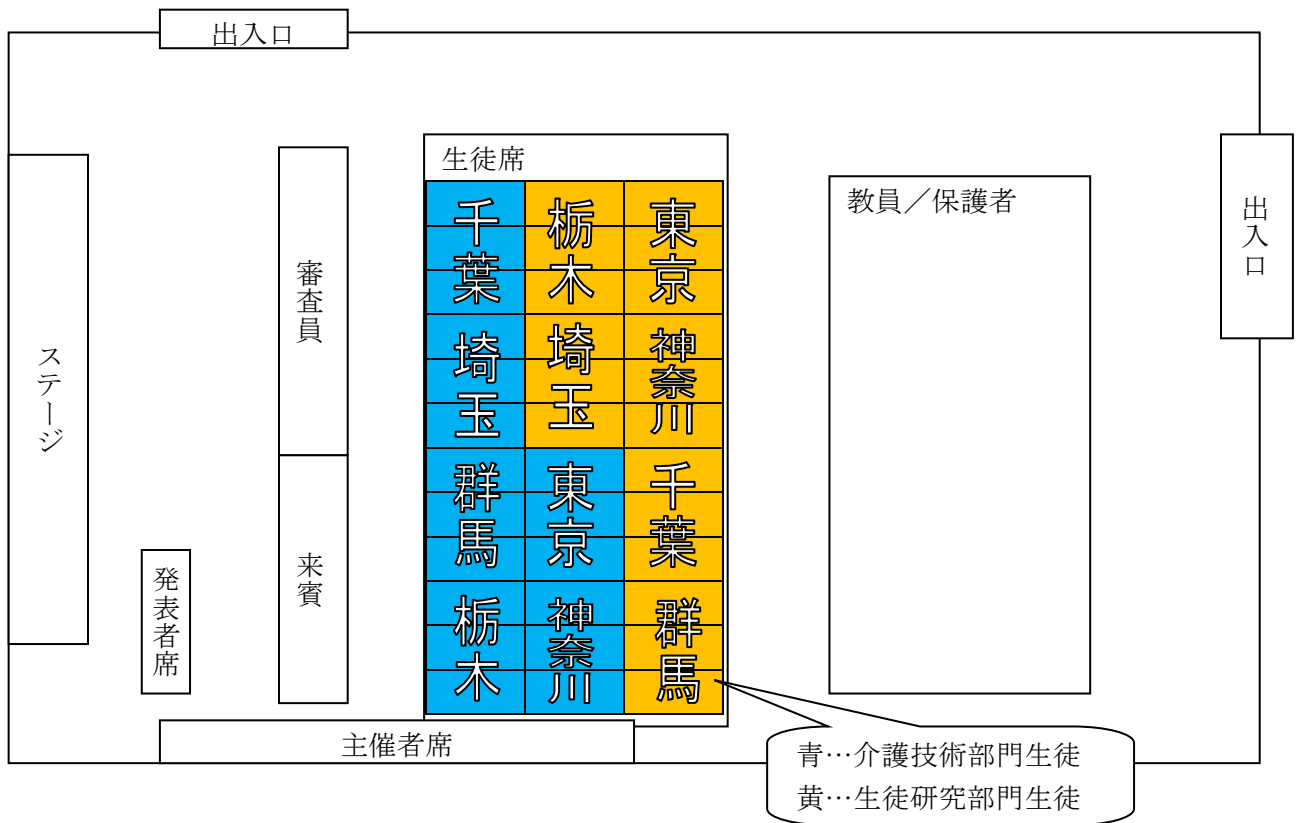 出入口
生徒席
教員／保護者
出入口
ステージ
審査員
来賓
発表者席
千葉
栃木
東京
埼玉
埼玉
神奈川
群馬
東京
千葉
栃木
神奈川
群馬
主催者席
青…介護技術部門生徒
黄…生徒研究部門生徒